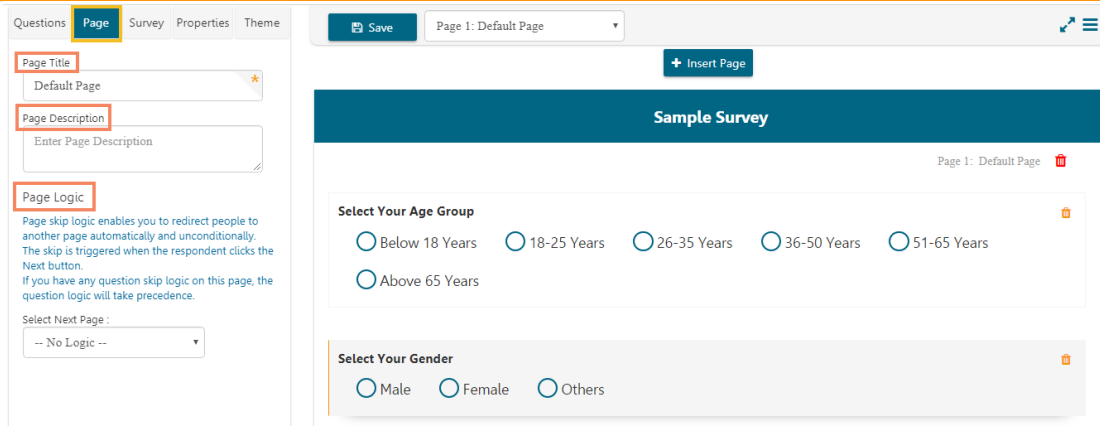 Questions Page Survey Properties Theme
Page Title
Default Page *
Page Description
Enter Page Description
Page Logic
Page skip logic enables you to redirect people to
another page automatically and unconditionally.
The skip is triggered when the respondent clicks the
Next button.
If you have any question skip logic on this page, the
question logic will take precedence.
Select Next Page :
-- No Logic --
Save Page 1: Default Page
+ Insert Page
Sample Survey
Page 1: Default Page
Select Your Age Group
Below 18 Years 18-25 Years 26-35 Years 36-50 Years 51-65 Years
Above 65 Years
Select Your Gender
Male Female Others